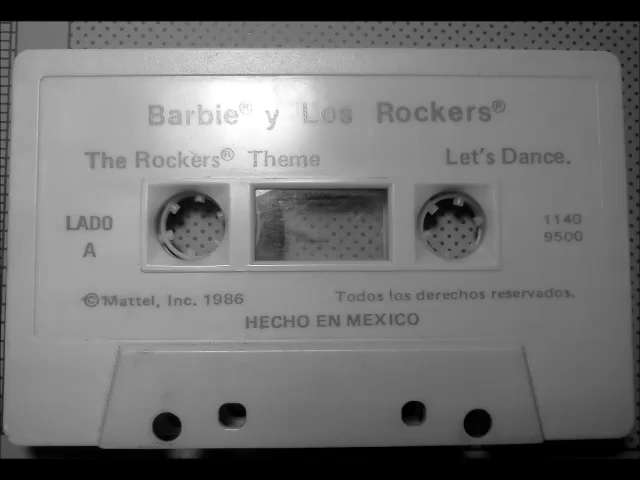 Barbie® y Los Rockers®
The Rockers® Theme Let's Dance.
LADO
A
1140
9500
©Mattel, Inc. 1986 Todos los derechos reservados.
HECHO EN MEXICO